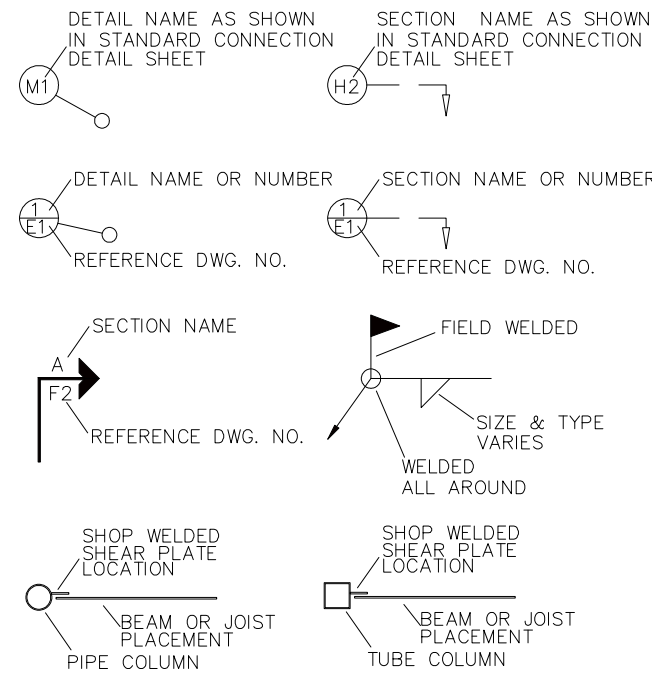 DETAIL NAME AS SHOWN
IN STANDARD CONNECTION
DETAIL SHEET
M1
SECTION NAME AS SHOWN
IN STANDARD CONNECTION
DETAIL SHEET
H2
DETAIL NAME OR NUMBER
1
E1
REFERENCE DWG. NO.
SECTION NAME OR NUMBER
1
E1
REFERENCE DWG. NO.
SECTION NAME
A
F2
REFERENCE DWG. NO.
FIELD WELDED
SIZE & TYPE
VARIES
WELDED
ALL AROUND
SHOP WELDED
SHEAR PLATE
LOCATION
BEAM OR JOIST
PLACEMENT
PIPE COLUMN
SHOP WELDED
SHEAR PLATE
LOCATION
BEAM OR JOIST
PLACEMENT
TUBE COLUMN